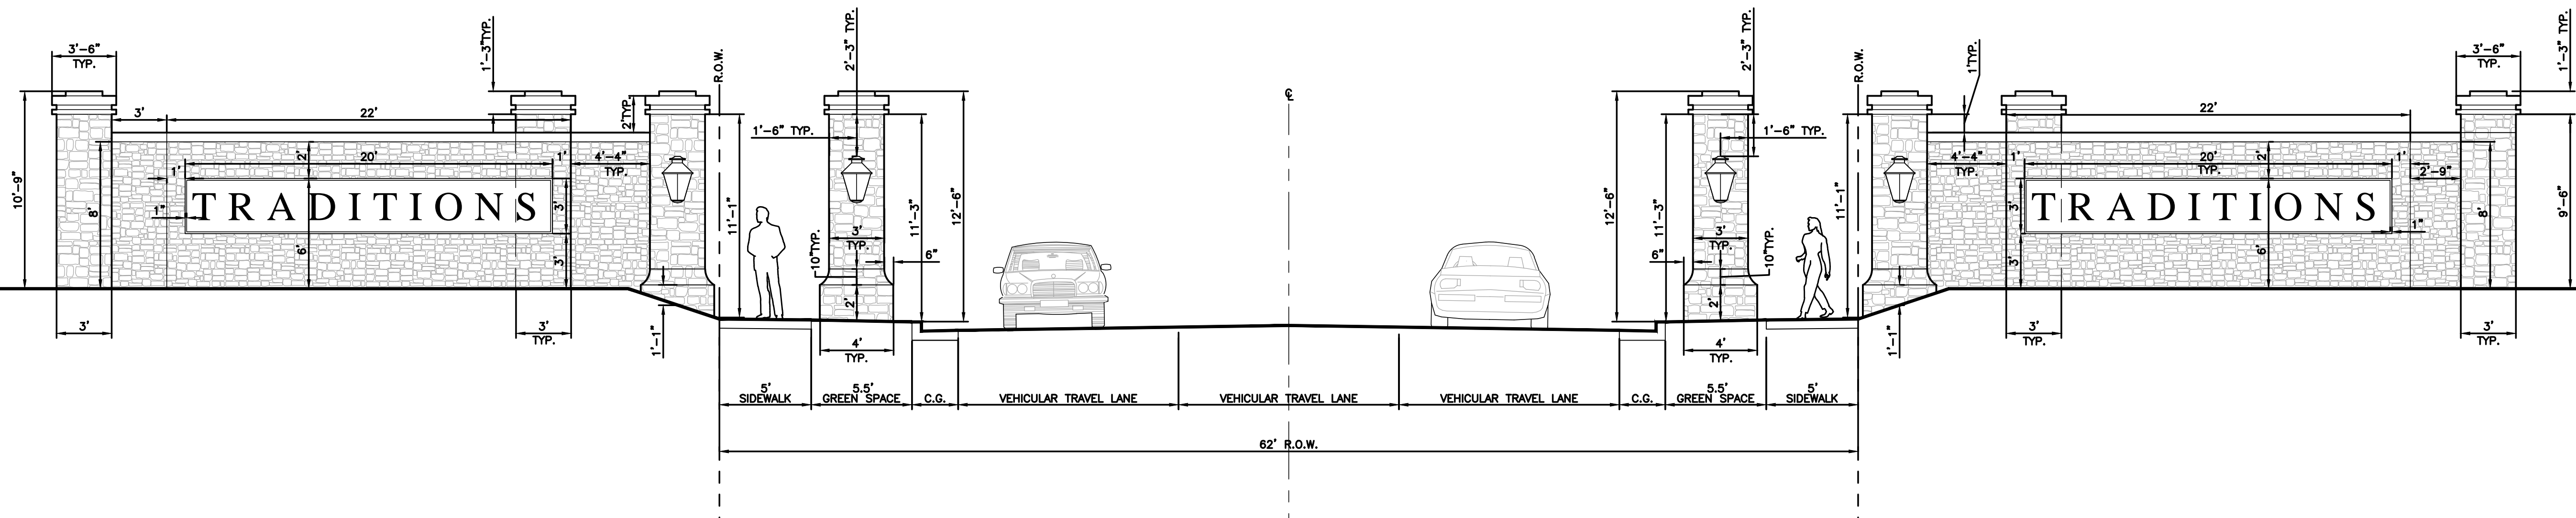 3'-6"
TYP.
1'-3"TYP.
R.O.W.
2'-3" TYP.
℄
2'-3" TYP.
R.O.W.
1'TYP.
3'-6"
TYP.
1'-3" TYP.
3'
22'
2'TYP.
1'-6" TYP.
1'-6" TYP.
22'
10'-9"
8'
2'
20'
1'
4'-4"
TYP.
1'
1"
TRADITIONS
3'
6'
3'
11'-1"
3'
TYP.
10"TYP.
6"
2'
11'-3"
12'-6"
12'-6"
11'-3"
6"
3'
TYP.
10"TYP.
2'
11'-1"
4'-4"
TYP.
1'
20'
TYP.
2'
1'
2'-9"
3'
TRADITIONS
1"
6'
3'
8'
9'-6"
3'
3'
TYP.
1'-1"
4'
TYP.
4'
TYP.
1'-1"
3'
TYP.
3'
TYP.
5'
SIDEWALK
5.5'
GREEN SPACE
C.G.
VEHICULAR TRAVEL LANE
VEHICULAR TRAVEL LANE
VEHICULAR TRAVEL LANE
C.G.
5.5'
GREEN SPACE
5'
SIDEWALK
62' R.O.W.